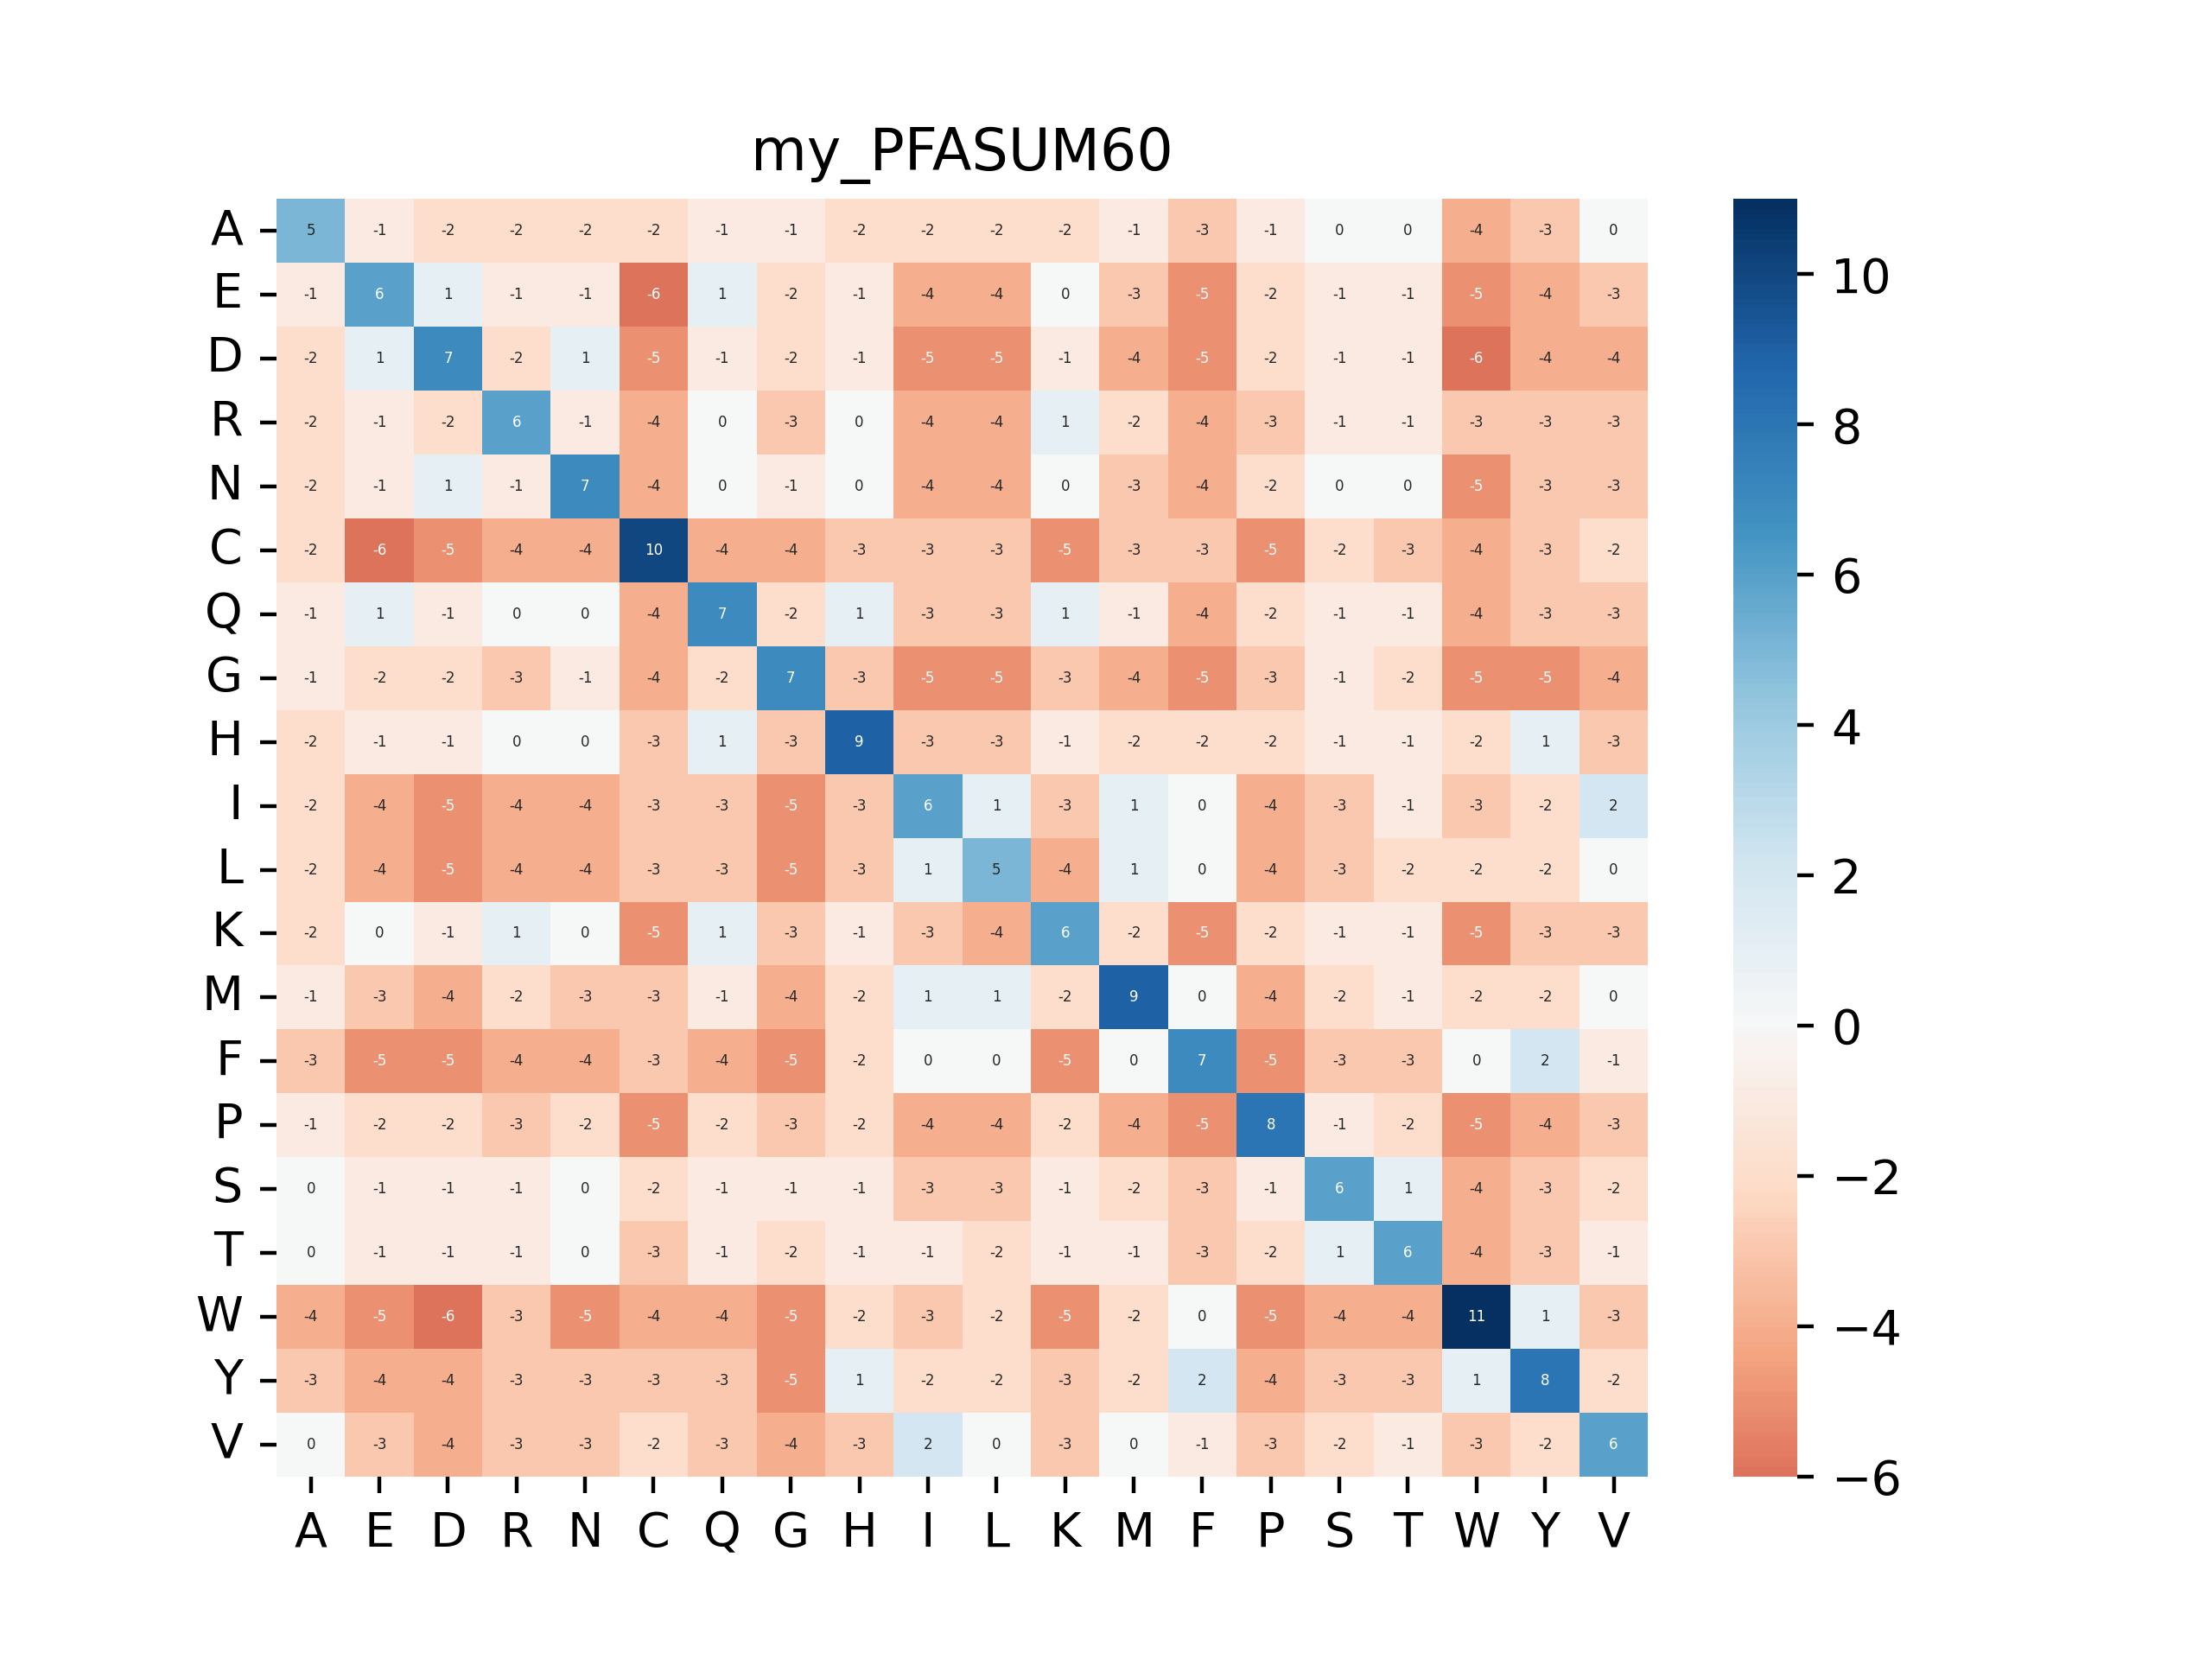 my_PFASUM60
A 5 -1 -2 -2 -2 -2 -1 -1 -2 -2 -2 -2 -1 -3 -1 0 0 -4 -3 0
E -1 6 1 -1 -1 -6 1 -2 -1 -4 -4 0 -3 -5 -2 -1 -1 -5 -4 -3
D -2 1 7 -2 1 -5 -1 -2 -1 -5 -5 -1 -4 -5 -2 -1 -1 -6 -4 -4
R -2 -1 -2 6 -1 -4 0 -3 0 -4 -4 1 -2 -4 -3 -1 -1 -3 -3 -3
N -2 -1 1 -1 7 -4 0 -1 0 -4 -4 0 -3 -4 -2 0 0 -5 -3 -3
C -2 -6 -5 -4 -4 10 -4 -4 -3 -3 -3 -5 -3 -3 -5 -2 -3 -4 -3 -2
Q -1 1 -1 0 0 -4 7 -2 1 -3 -3 1 -1 -4 -2 -1 -1 -4 -3 -3
G -1 -2 -2 -3 -1 -4 -2 7 -3 -5 -5 -3 -4 -5 -3 -1 -2 -5 -5 -4
H -2 -1 -1 0 0 -3 1 -3 9 -3 -3 -1 -2 -2 -2 -1 -1 -2 1 -3
I -2 -4 -5 -4 -4 -3 -3 -5 -3 6 1 -3 1 0 -4 -3 -1 -3 -2 2
L -2 -4 -5 -4 -4 -3 -3 -5 -3 1 5 -4 1 0 -4 -3 -2 -2 -2 0
K -2 0 -1 1 0 -5 1 -3 -1 -3 -4 6 -2 -5 -2 -1 -1 -5 -3 -3
M -1 -3 -4 -2 -3 -3 -1 -4 -2 1 1 -2 9 0 -4 -2 -1 -2 -2 0
F -3 -5 -5 -4 -4 -3 -4 -5 -2 0 0 -5 0 7 -5 -3 -3 0 2 -1
P -1 -2 -2 -3 -2 -5 -2 -3 -2 -4 -4 -2 -4 -5 8 -1 -2 -5 -4 -3
S 0 -1 -1 -1 0 -2 -1 -1 -1 -3 -3 -1 -2 -3 -1 6 1 -4 -3 -2
T 0 -1 -1 -1 0 -3 -1 -2 -1 -1 -2 -1 -1 -3 -2 1 6 -4 -3 -1
W -4 -5 -6 -3 -5 -4 -4 -5 -2 -3 -2 -5 -2 0 -5 -4 -4 11 1 -3
Y -3 -4 -4 -3 -3 -3 -3 -5 1 -2 -2 -3 -2 2 -4 -3 -3 1 8 -2
V 0 -3 -4 -3 -3 -2 -3 -4 -3 2 0 -3 0 -1 -3 -2 -1 -3 -2 6
A E D R N C Q G H I L K M F P S T W Y V
10
8
6
4
2
0
−2
−4
−6